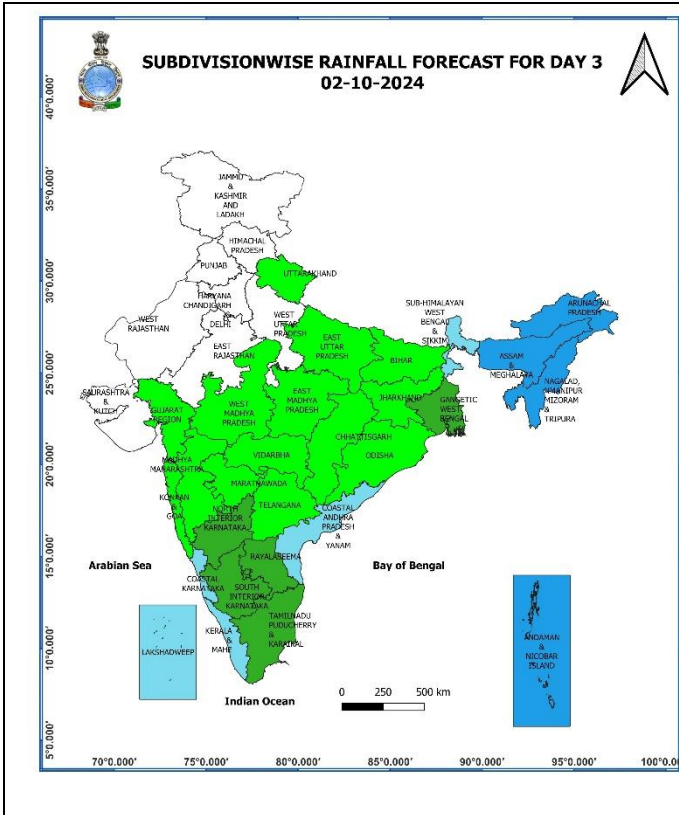 SUBDIVISIONWISE RAINFALL FORECAST FOR DAY 3
02-10-2024
40°0.000'
35°0.000'
30°0.000'
25°0.000'
20°0.000'
15°0.000'
10°0.000'
5°0.000'
JAMMU
&
KASHMIR
AND
LADAKH
HIMACHAL
PRADESH
PUNJAB
UTTARAKHAND
HARYANA
CHANDIGARH
&
DELHI
WEST
RAJASTHAN
WEST
UTTAR
PRADESH
EAST
RAJASTHAN
EAST
UTTAR
PRADESH
SUB-HIMALAYAN
WEST
BENGAL
&
SIKKIM
ARUNACHAL
PRADESH
BIHAR
ASSAM
&
MEGHALAYA
NAGALAD,
MANIPUR
MIZORAM
&
TRIPURA
SAURASHTRA
&
KUTCH
GUJARAT
REGION
WEST
MADHYA
PRADESH
EAST
MADHYA
PRADESH
JHARKHAND
GANGETIC
WEST
BENGAL
CHHATTISGARH
ODISHA
VIDARBHA
MADHYA
MAHARASHTRA
MARATHWADA
KONKAN
&
GOA
TELANGANA
NORTH
INTERIOR
KARNATAKA
COASTAL
ANDHRA
PRADESH
&
YANAM
RAYALASEEMA
Arabian Sea
Bay of Bengal
COASTAL
KARNATAKA
SOUTH
INTERIOR
KARNATAKA
TAMILNADU
PUDUCHERRY
&
KARAIKAL
KERALA
&
MAHE
LAKSHADWEEP
ANDAMAN
&
NICOBAR
ISLAND
Indian Ocean
0 250 500 km
70°0.000' 75°0.000' 80°0.000' 85°0.000' 90°0.000' 95°0.000' 100°0.000'